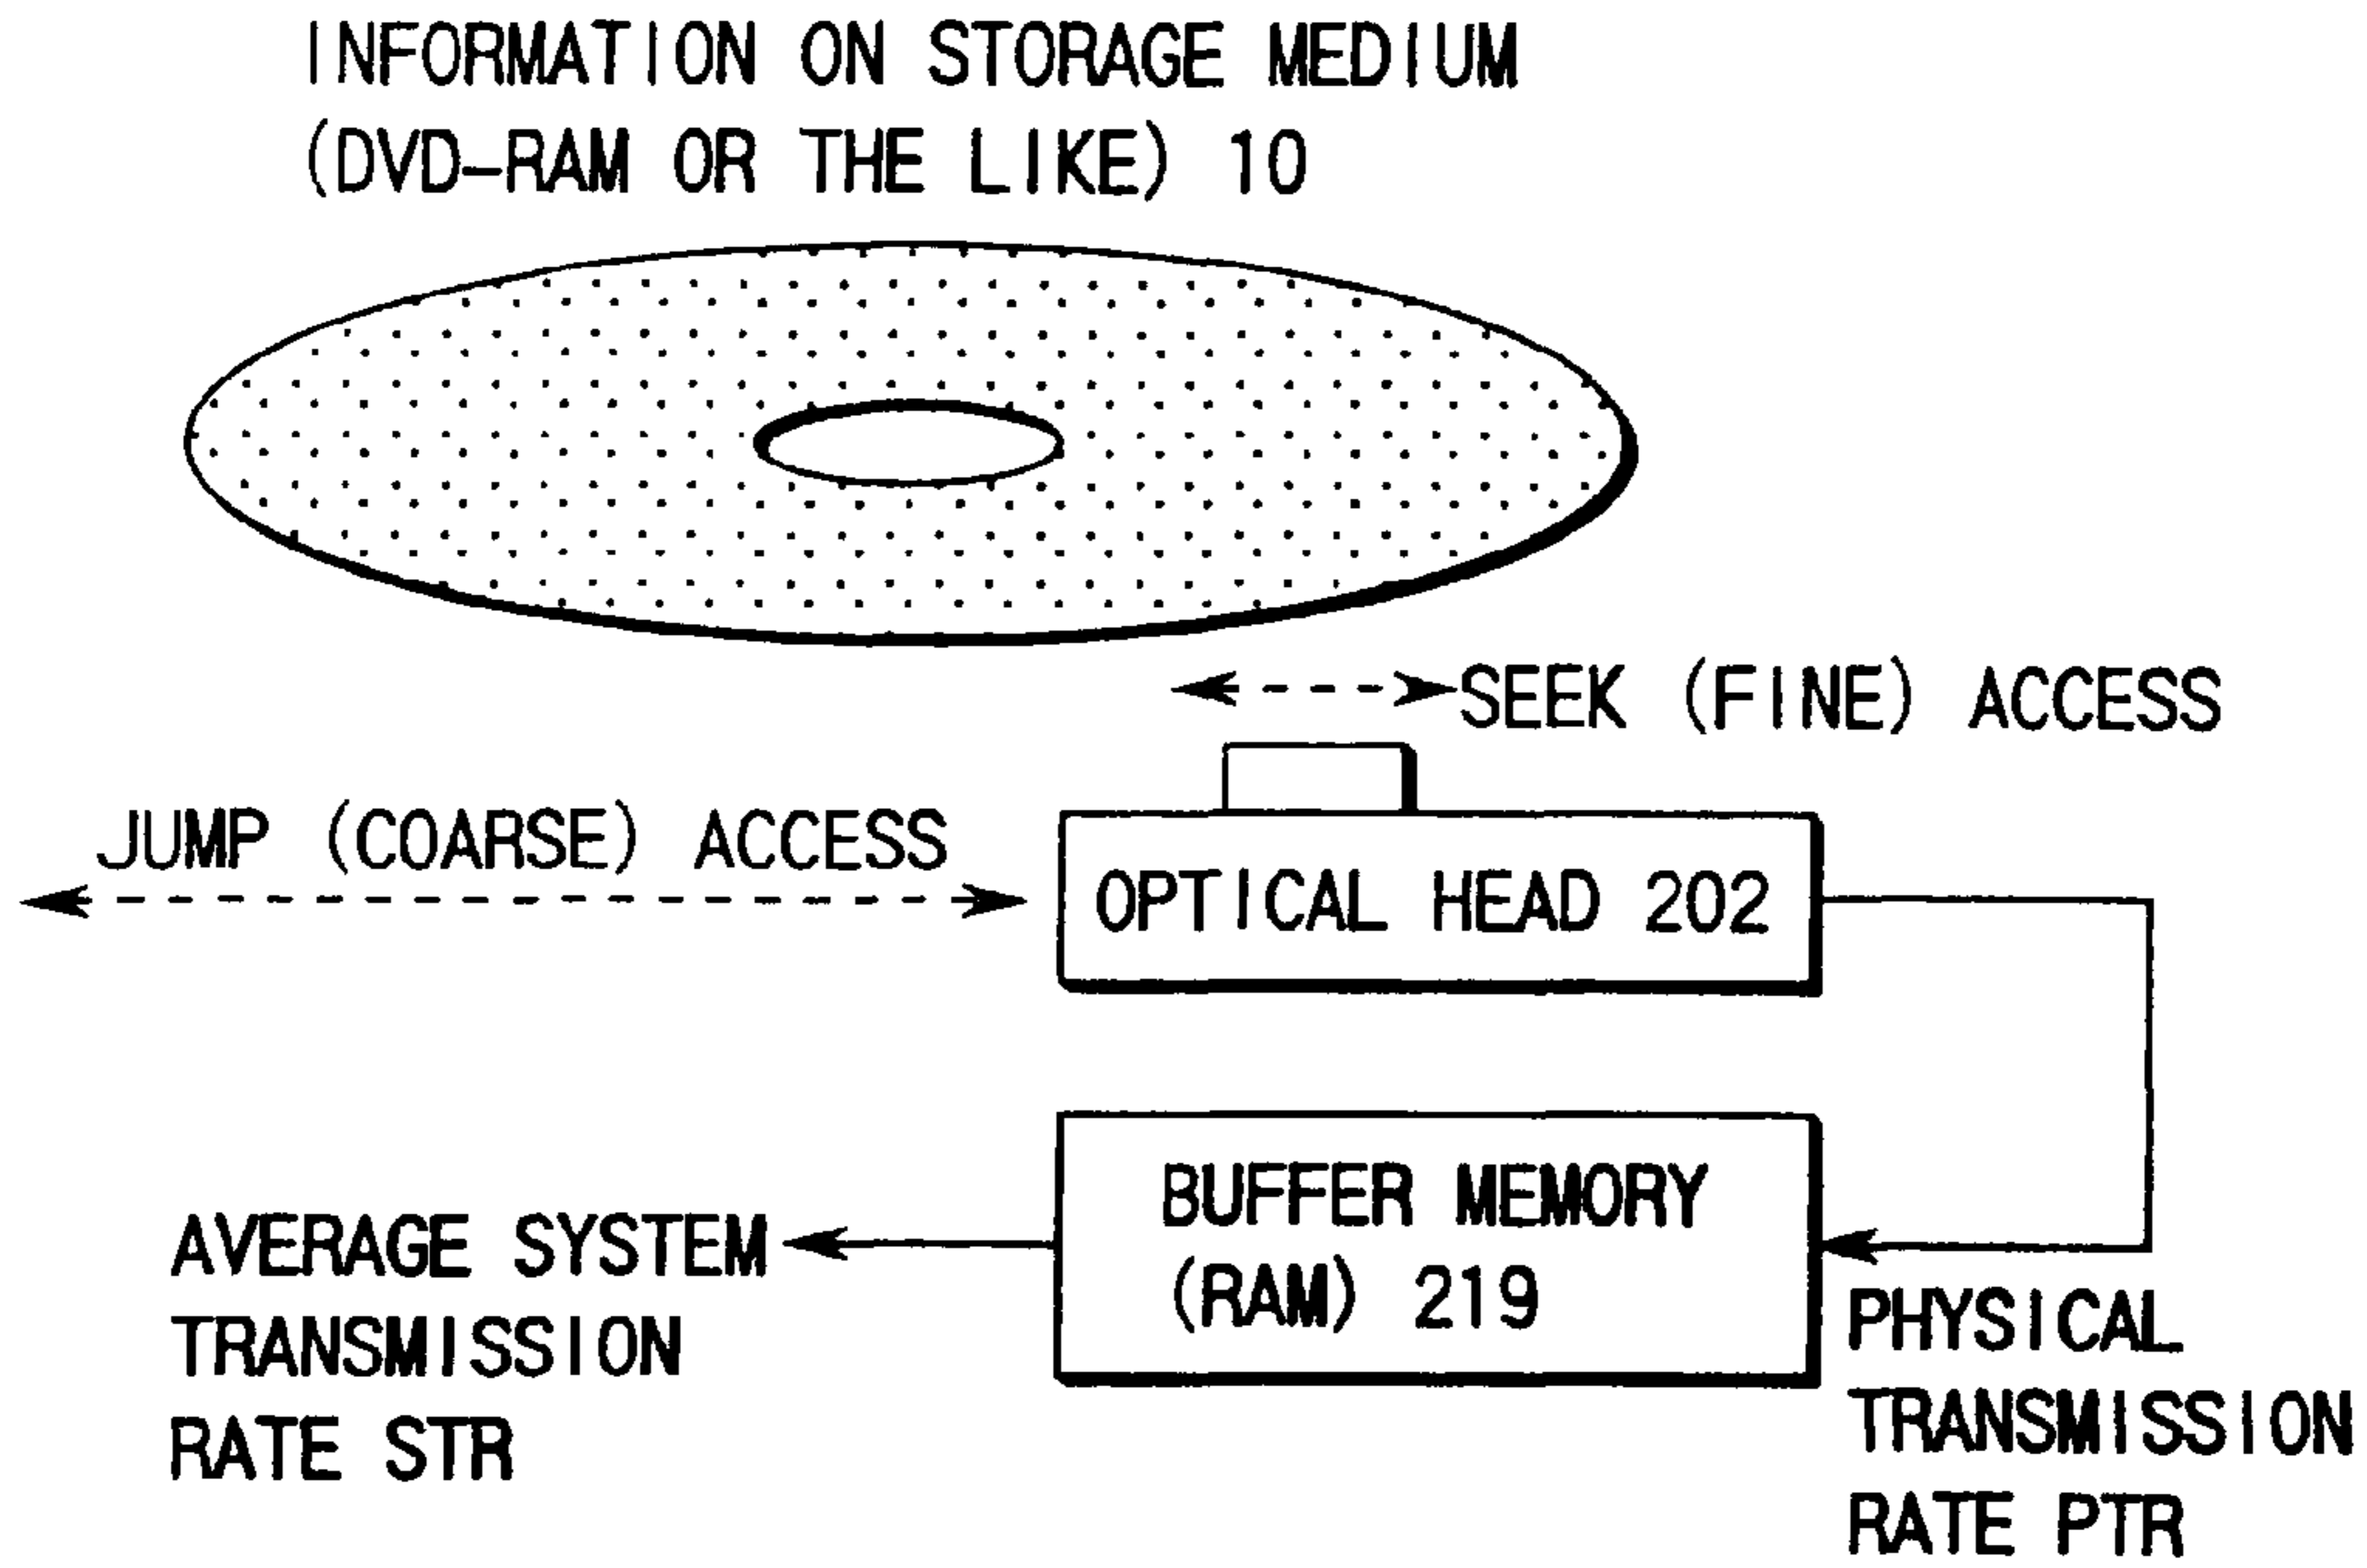 INFORMATION ON STORAGE MEDIUM
(DVD-RAM OR THE LIKE) 10
SEEK (FINE) ACCESS
JUMP (COARSE) ACCESS
OPTICAL HEAD 202
BUFFER MEMORY
(RAM) 219
AVERAGE SYSTEM
TRANSMISSION
RATE STR
PHYSICAL
TRANSMISSION
RATE PTR